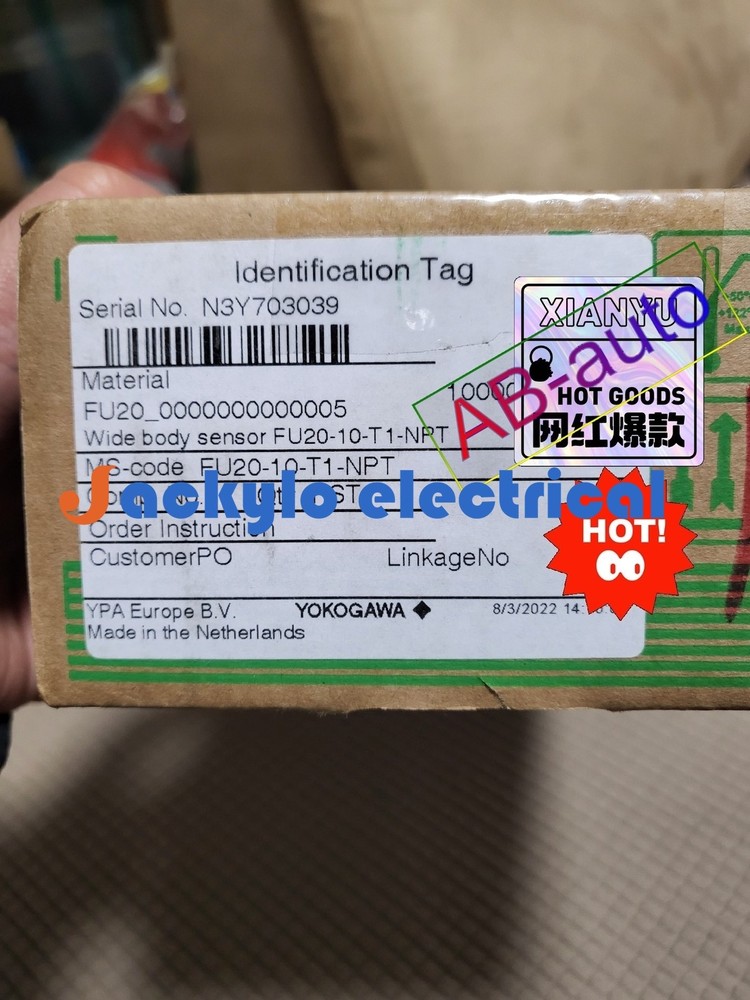 Identification Tag
Serial No. N3Y703039
Material
FU20_0000000000005
Wide body sensor FU20-10-T1-NPT
MS-code FU20-10-T1-NPT
Order Instruction
CustomerPO LinkageNo
YPA Europe B.V. YOKOGAWA 8/3/2022
Made in the Netherlands
XIANYU
HOT GOODS
网红爆款
AB-auto
Jackylo electrical
HOT!